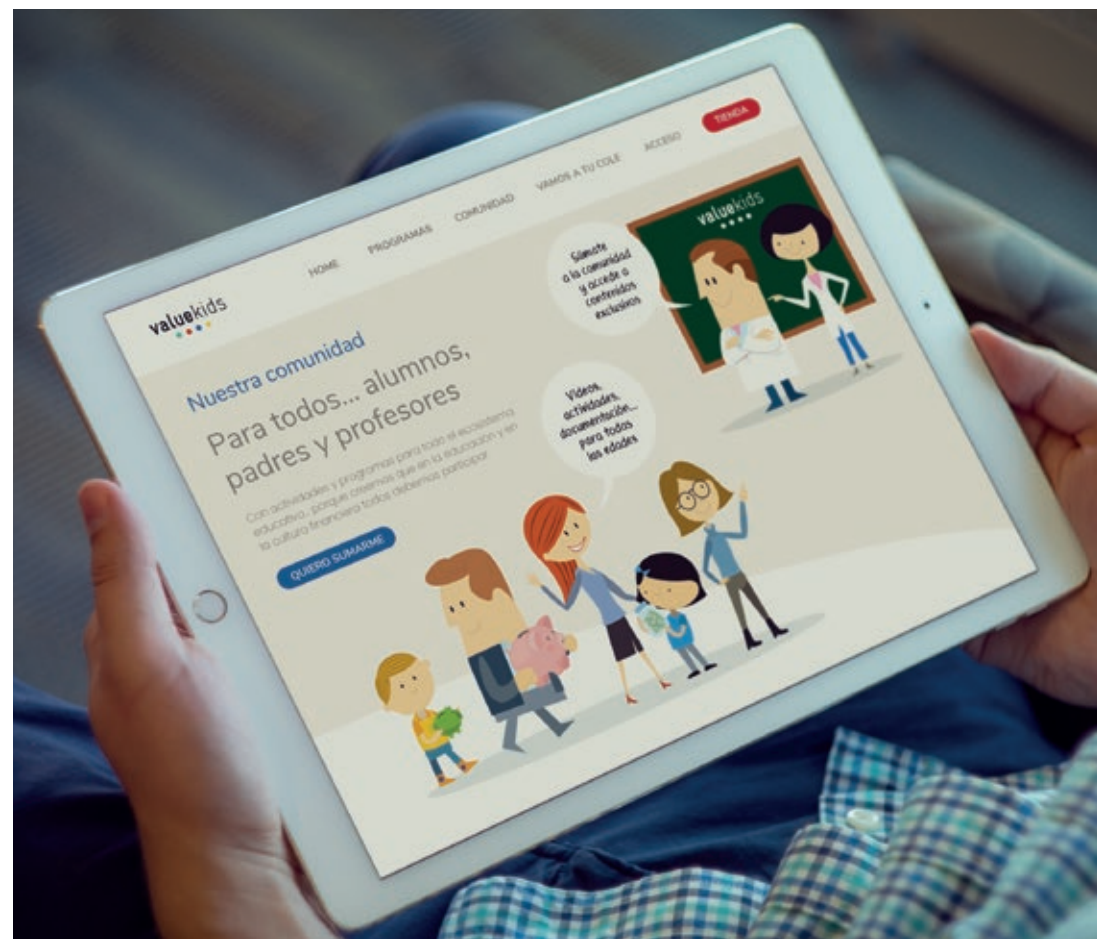 valuekids
HOME PROGRAMAS COMUNIDAD VAMOS A TU COLE ACCESO TIENDA
Nuestra comunidad
Para todos... alumnos,
padres y profesores
Con actividades y programas para todo el ecosistema
educativo... porque creemos que en la educación y en
la cultura financiera todos debemos participar
QUIERO SUMARME
Súmate
a la comunidad
y accede a
contenidos
exclusivos
valuekids
Vídeos,
actividades,
documentación...
para todas
las edades